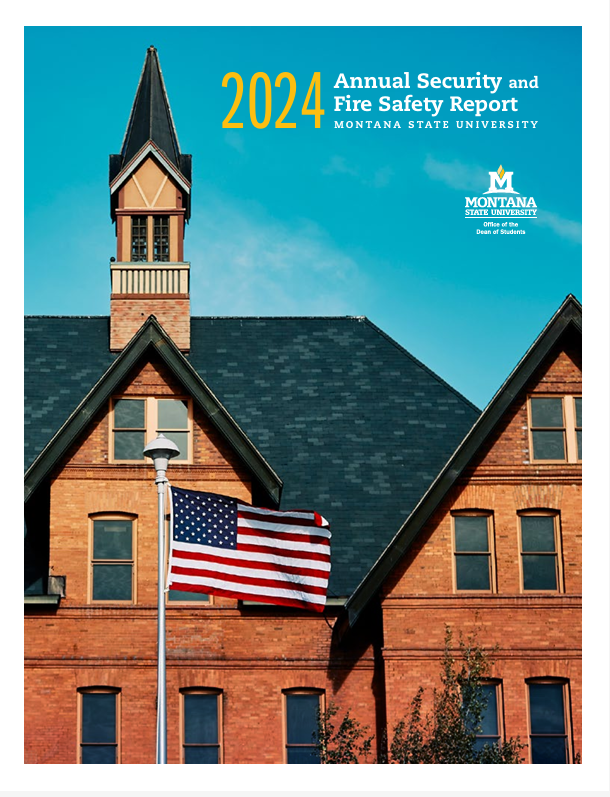 2024
Annual Security and
Fire Safety Report
MONTANA STATE UNIVERSITY
M
MONTANA
STATE UNIVERSITY
Office of the
Dean of Students